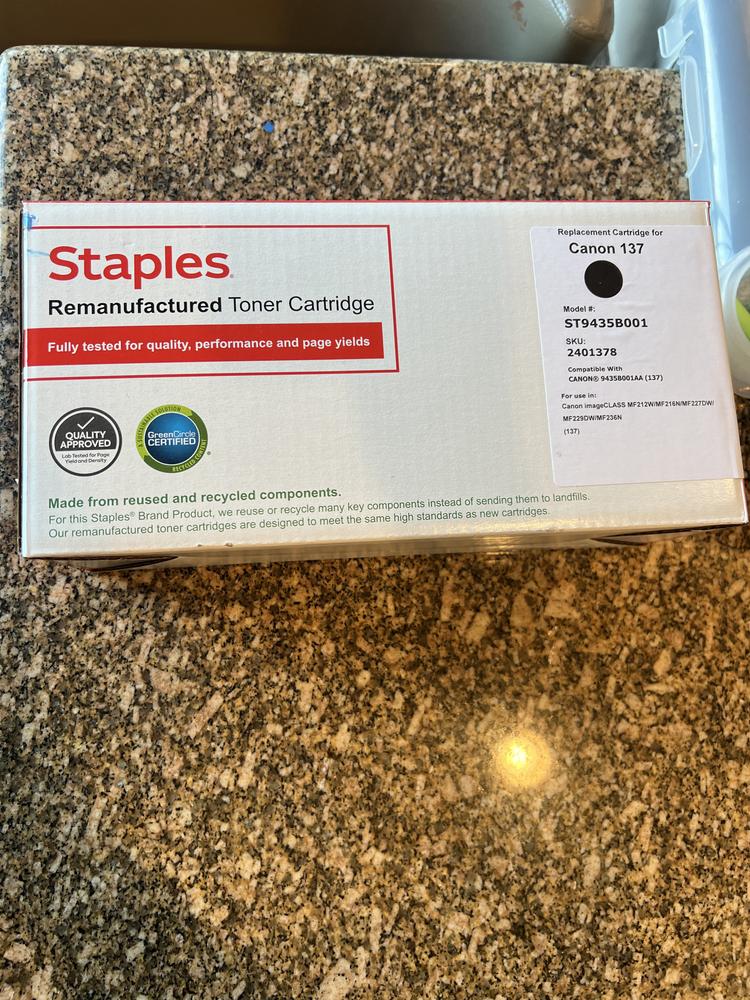 Staples
Remanufactured Toner Cartridge
Fully tested for quality, performance and page yields
QUALITY
APPROVED
Lab Tested for Page
Yield and Density
SUSTAINABLE SOLUTION
GreenCircle
CERTIFIED
RECYCLED CONTENT
Made from reused and recycled components.
For this Staples® Brand Product, we reuse or recycle many key components instead of sending them to landfills.
Our remanufactured toner cartridges are designed to meet the same high standards as new cartridges.
Replacement Cartridge for
Canon 137
Model #:
ST9435B001
SKU:
2401378
Compatible With
CANON® 9435B001AA (137)
For use in:
Canon imageCLASS MF212W/MF216N/MF227DW/
MF229DW/MF236N
(137)